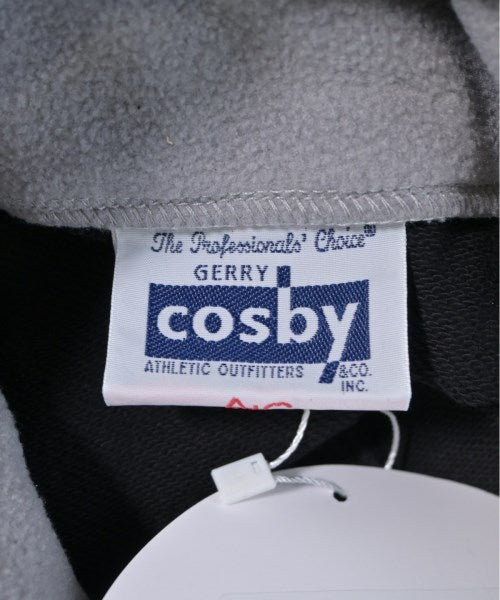 The Professionals' Choice
GERRY
cosby
ATHLETIC OUTFITTERS &CO.
INC.